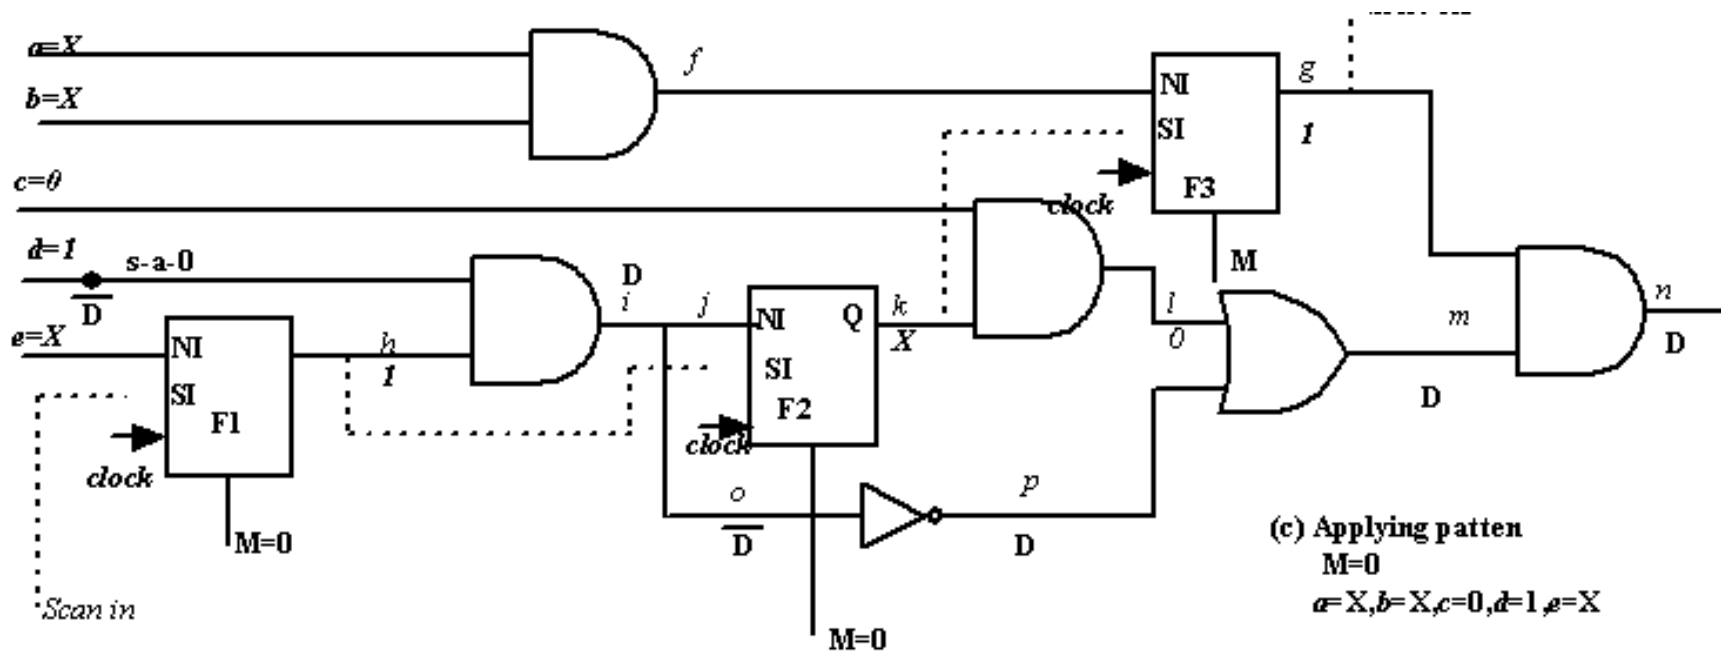 a=X
f
g
b=X
NI
SI
1
c=0
clock
F3
d=1
s-a-0
D
M
D
i
j
NI
Q
k
l
m
n
e=X
NI
h
X
0
D
1
SI
SI
F1
F2
D
clock
clock
o
p
D
D
(c) Applying patten
M=0
M=0
a=X,b=X,c=0,d=1,e=X
Scan in
M=0